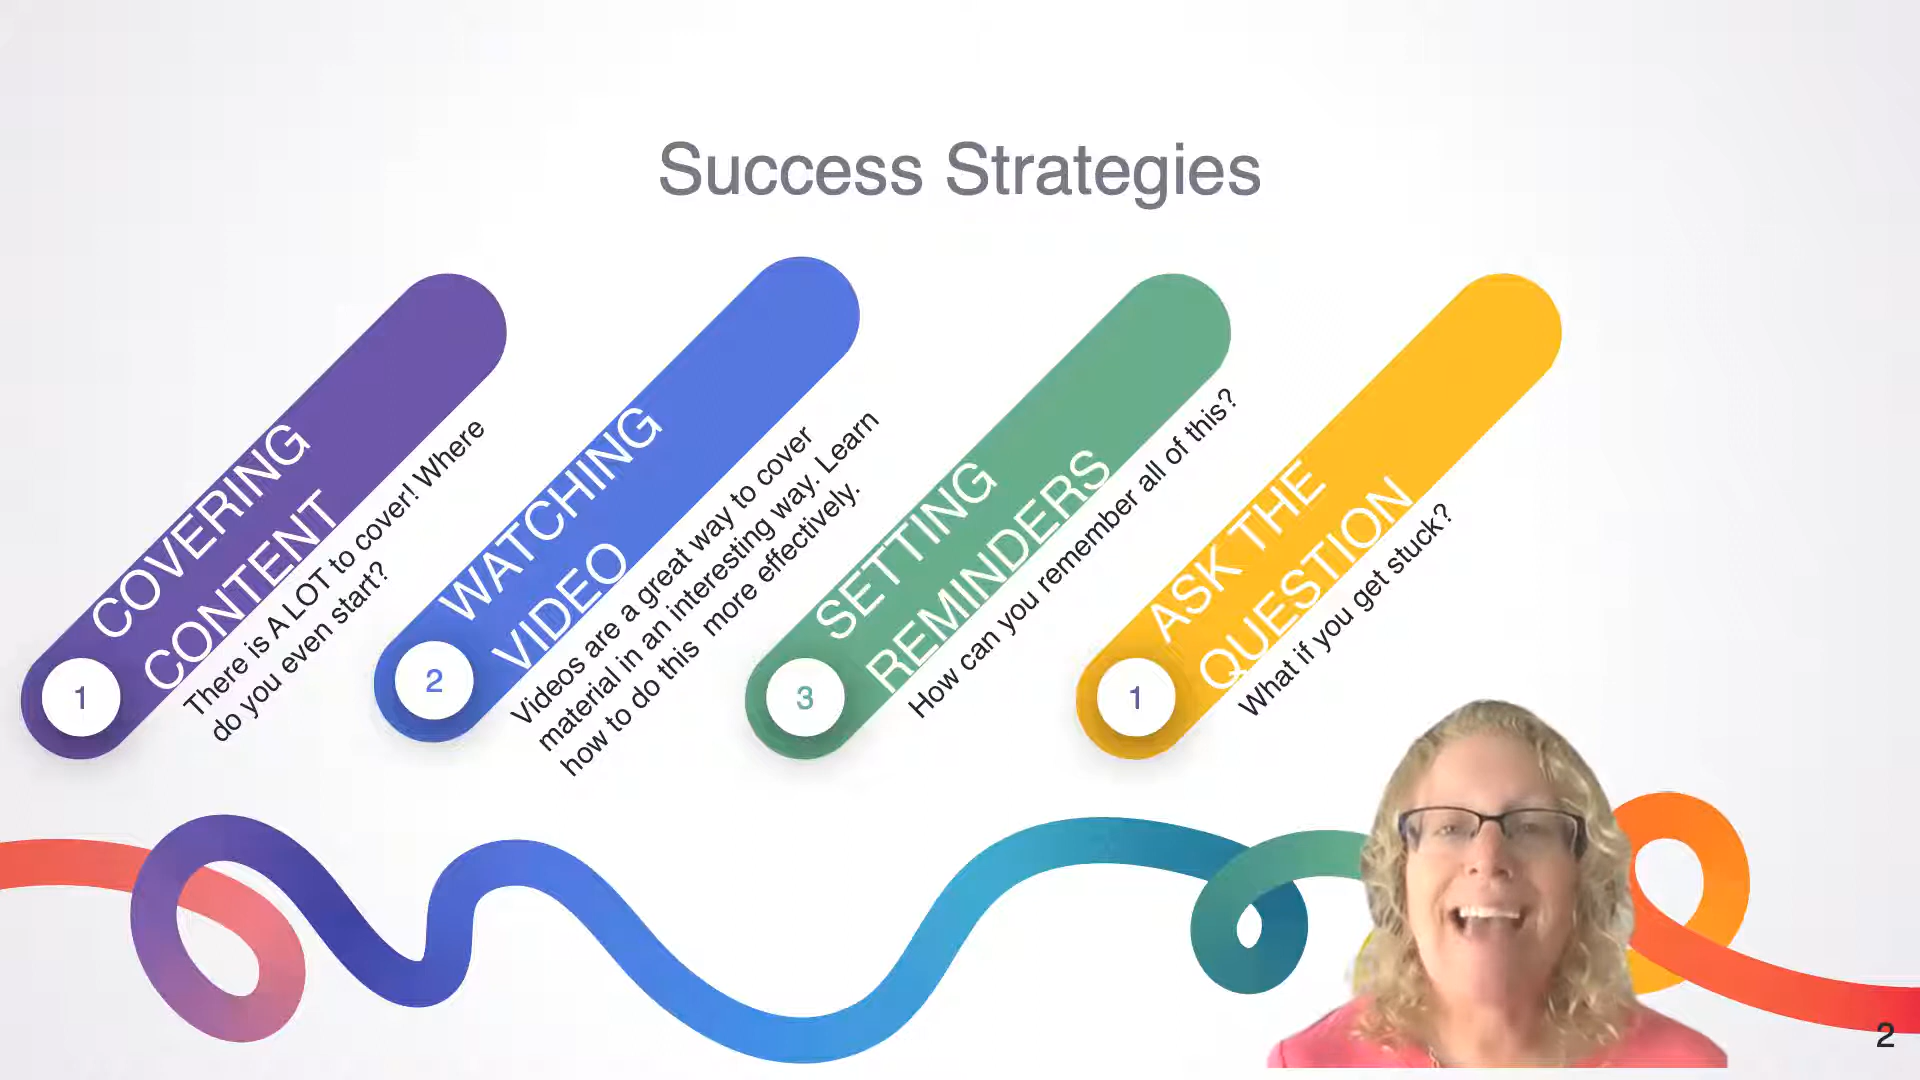 Success Strategies
1
COVERING
CONTENT
There is A LOT to cover! Where
do you even start?
2
WATCHING
VIDEO
Videos are a great way to cover
material in an interesting way. Learn
how to do this more effectively.
3
SETTING
REMINDERS
How can you remember all of this?
1
ASK THE
QUESTION
What if you get stuck?
2